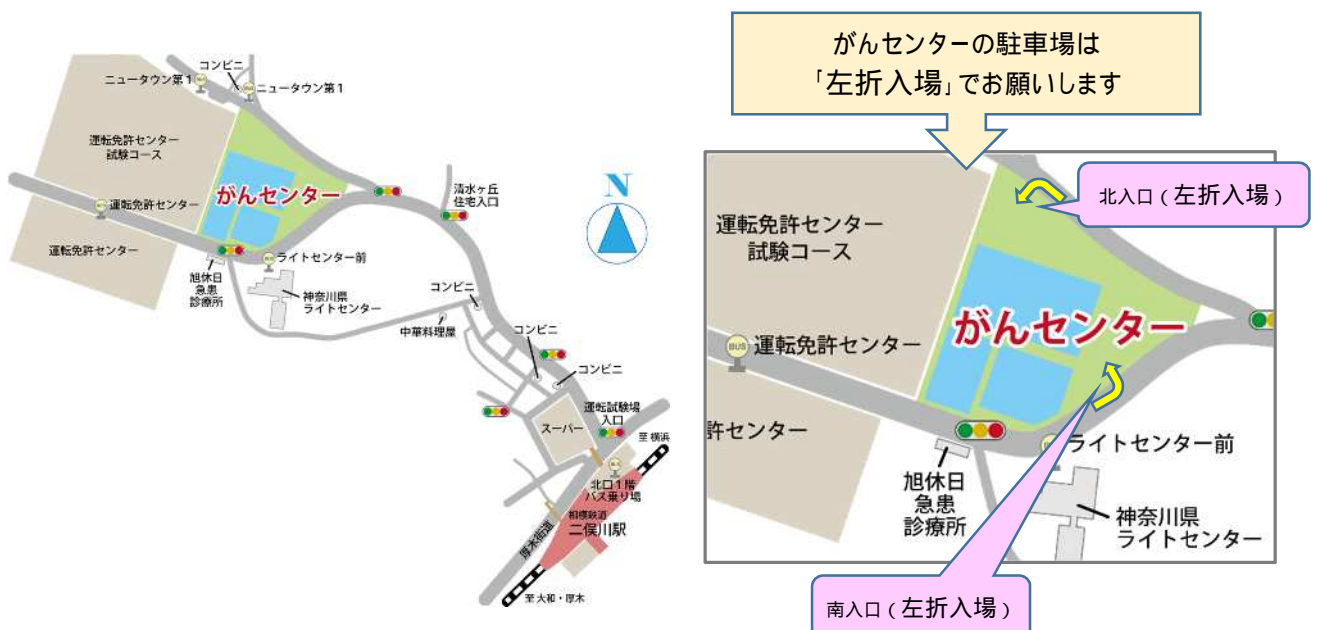 コンビニ
ニュータウン第1
BUS
BUS
ニュータウン第1
運転免許センター
試験コース
がんセンター
清水ヶ丘
住宅入口
N
BUS
運転免許センター
運転免許センター
BUS
ライトセンター前
旭休日
急患
診療所
神奈川県
ライトセンター
コンビニ
中華料理屋
コンビニ
コンビニ
運転試験場
入口
スーパー
至 横浜
BUS
北口1階
バス乗り場
相模鉄道
二俣川駅
厚木街道
至 大和・厚木
がんセンターの駐車場は
「左折入場」でお願いします
北入口(左折入場)
運転免許センター
試験コース
がんセンター
BUS
運転免許センター
許センター
BUS
ライトセンター前
旭休日
急患
診療所
神奈川県
ライトセンター
南入口(左折入場)